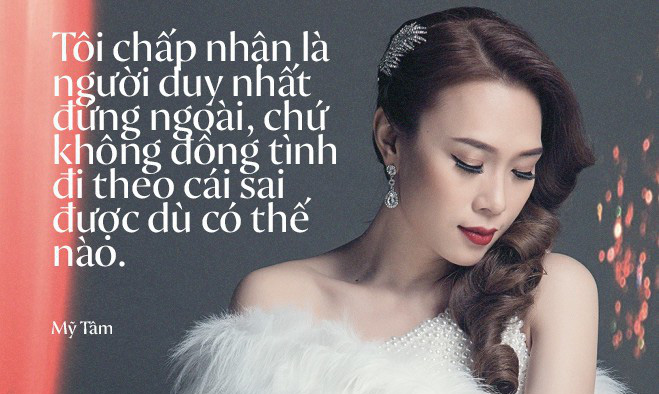 Tôi chấp nhận là
người duy nhất
đứng ngoài, chứ
không đồng tình
đi theo cái sai
được dù có thế
nào.
Mỹ Tâm